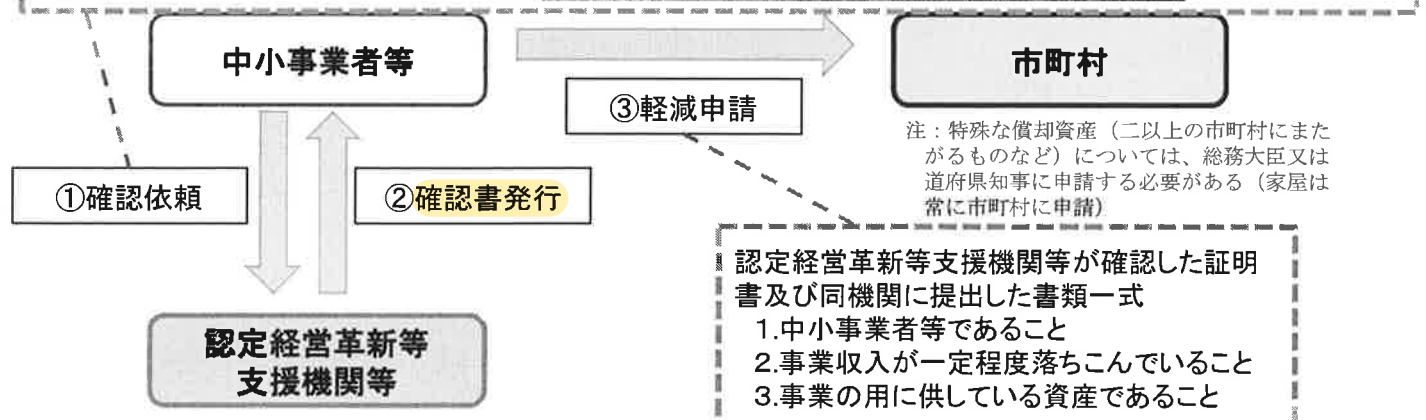 中小事業者等
市町村
③軽減申請
注：特殊な償却資産（二以上の市町村にまた
がるものなど）については、総務大臣又は
道府県知事に申請する必要がある（家屋は
常に市町村に申請）
①確認依頼
②確認書発行
認定経営革新等支援機関等が確認した証明
書及び同機関に提出した書類一式
1.中小事業者等であること
2.事業収入が一定程度落ちこんでいること
3.事業の用に供している資産であること
認定経営革新等
支援機関等